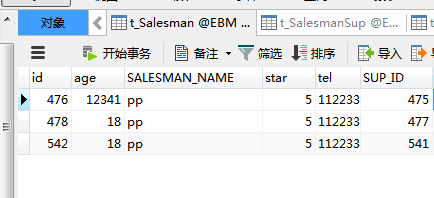 对象 t_Salesman @EBM ... t_SalesmanSup @EB
开始事务 备注 筛选 排序 导入
id age SALESMAN_NAME star tel SUP_ID
476 12341 pp 5 112233 475
478 18 pp 5 112233 477
542 18 pp 5 112233 541